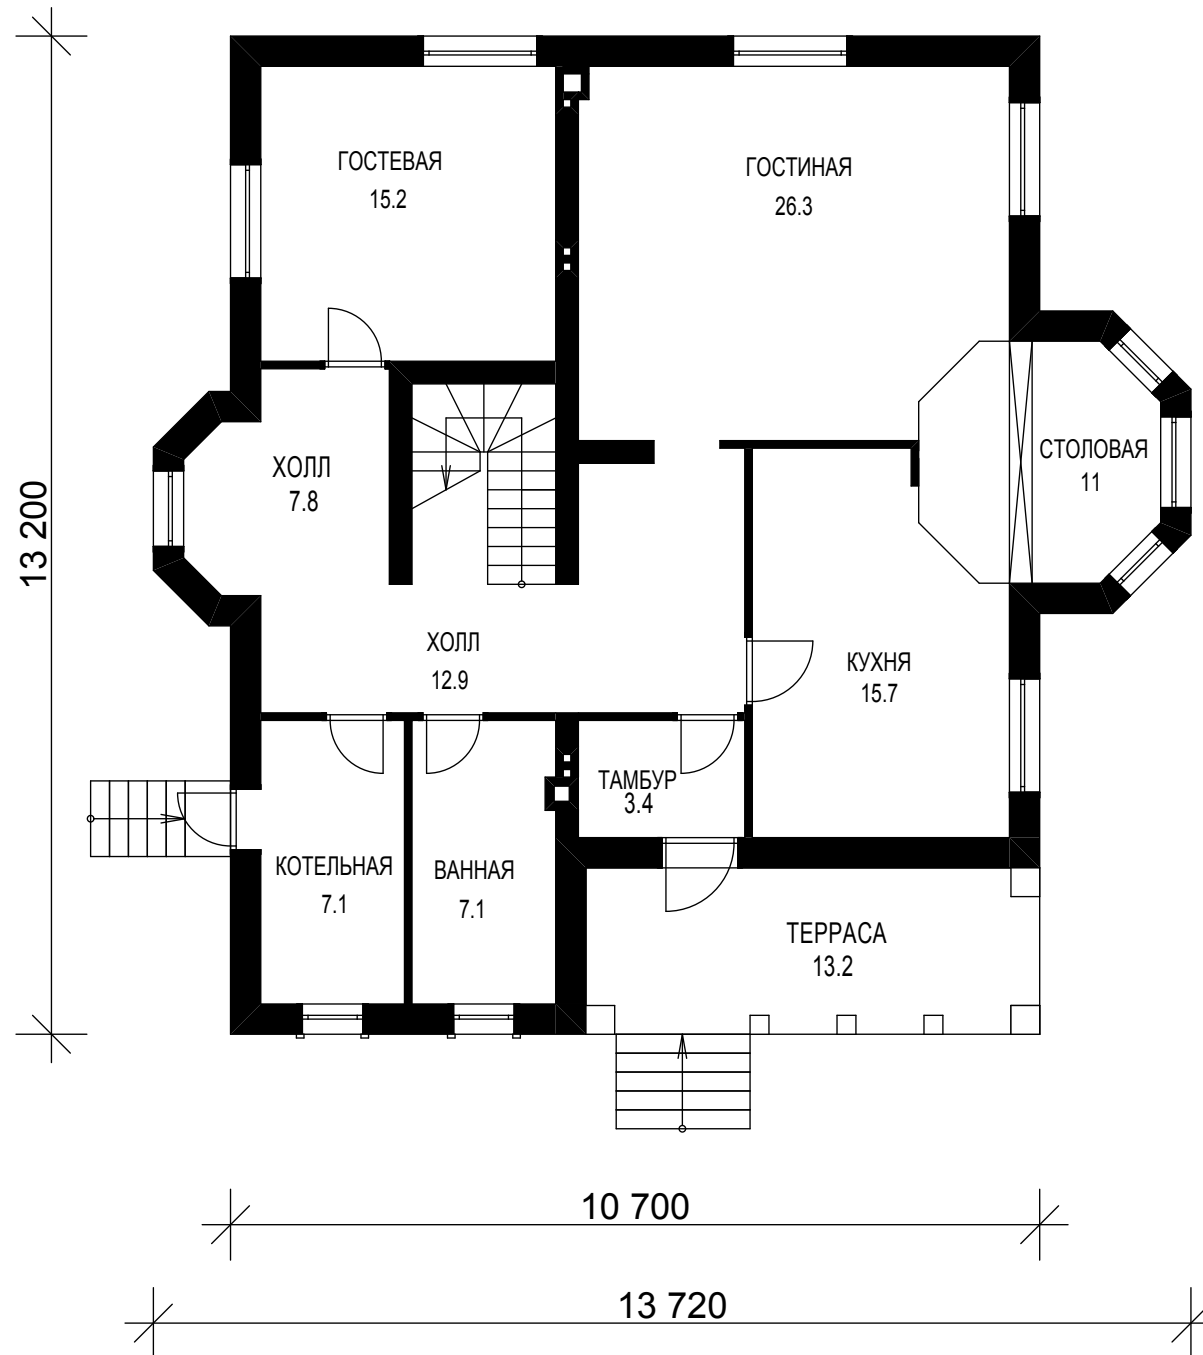 ГОСТЕВАЯ
15.2
ГОСТИНАЯ
26.3
СТОЛОВАЯ
11
ХОЛЛ
7.8
13 200
ХОЛЛ
12.9
КУХНЯ
15.7
ТАМБУР
3.4
КОТЕЛЬНАЯ
7.1
ВАННАЯ
7.1
ТЕРРАСА
13.2
10 700
13 720